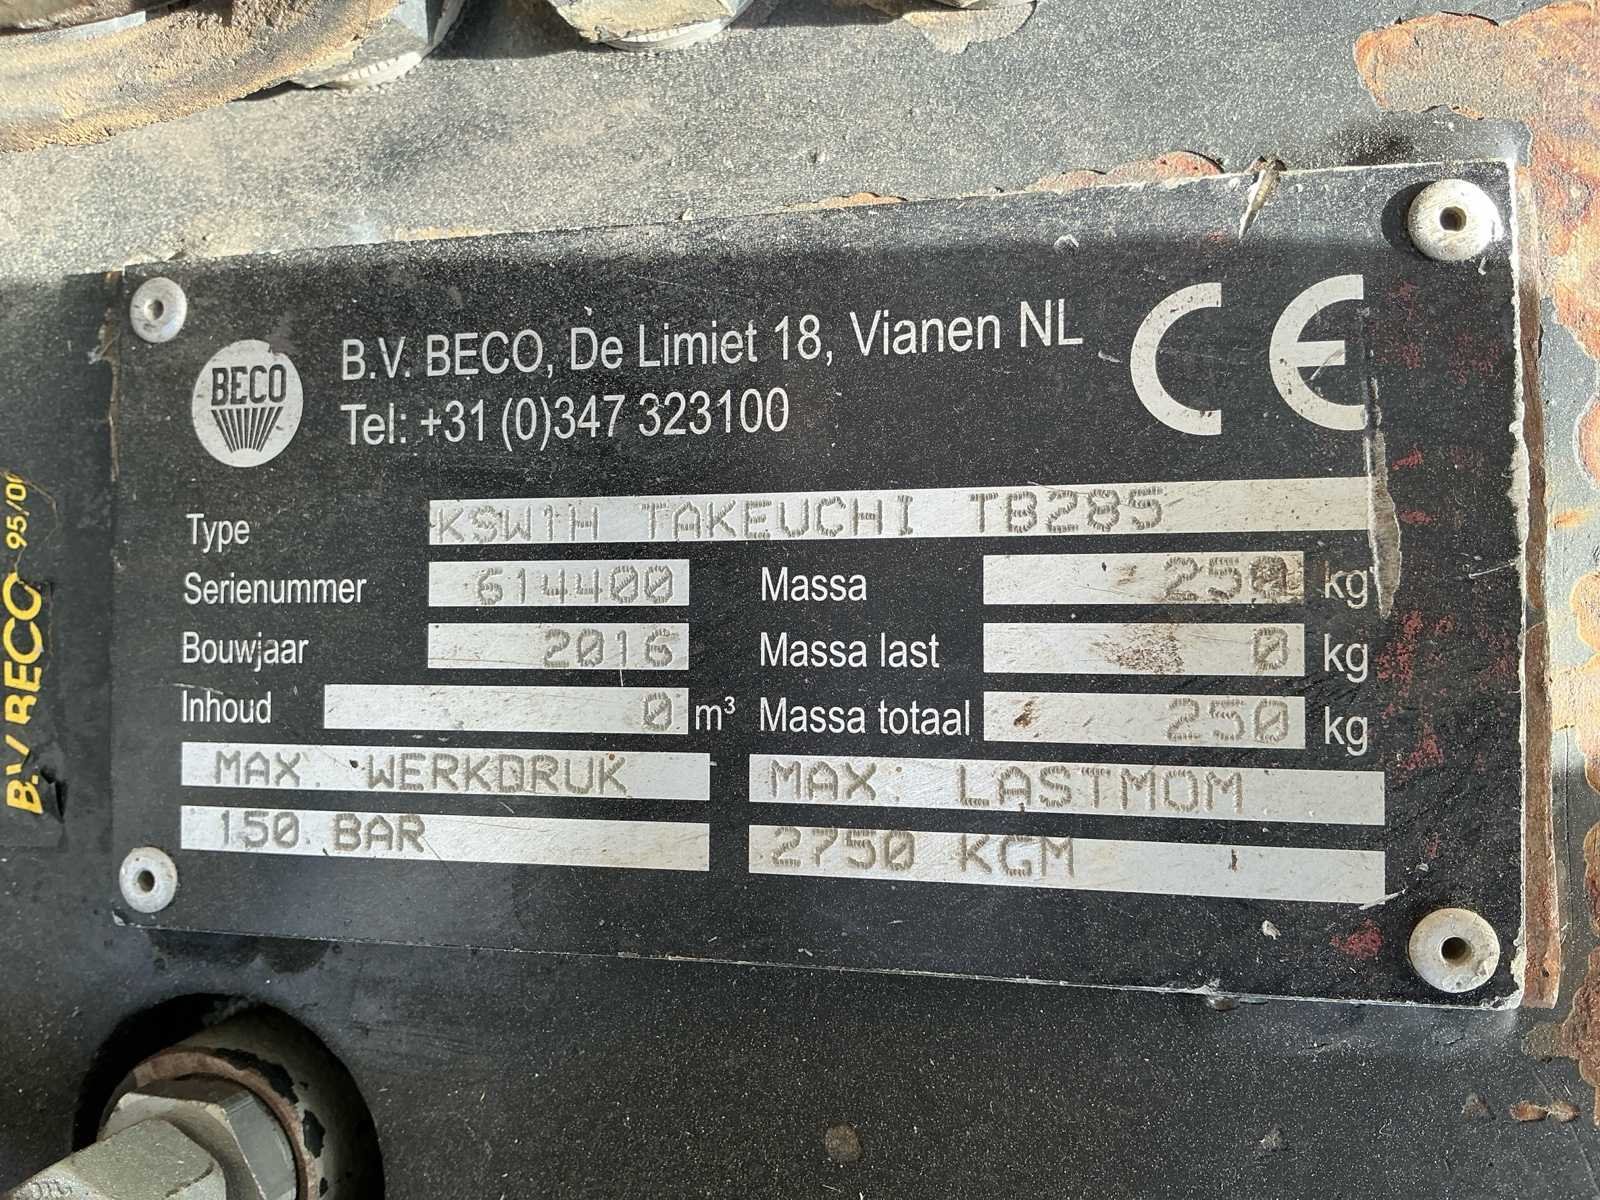 BECO
B.V. BECO, De Limiet 18, Vianen NL
Tel: +31 (0)347 323100
CE
Type KSW1H TAKEUCHI TB285
Serienummer 614400 Massa 250 kg
Bouwjaar 2016 Massa last 0 kg
Inhoud 0 m³ Massa totaal 250 kg
MAX. WERKDRUK MAX. LASTMOM
150 BAR 2750 KGM
B.V. BECO